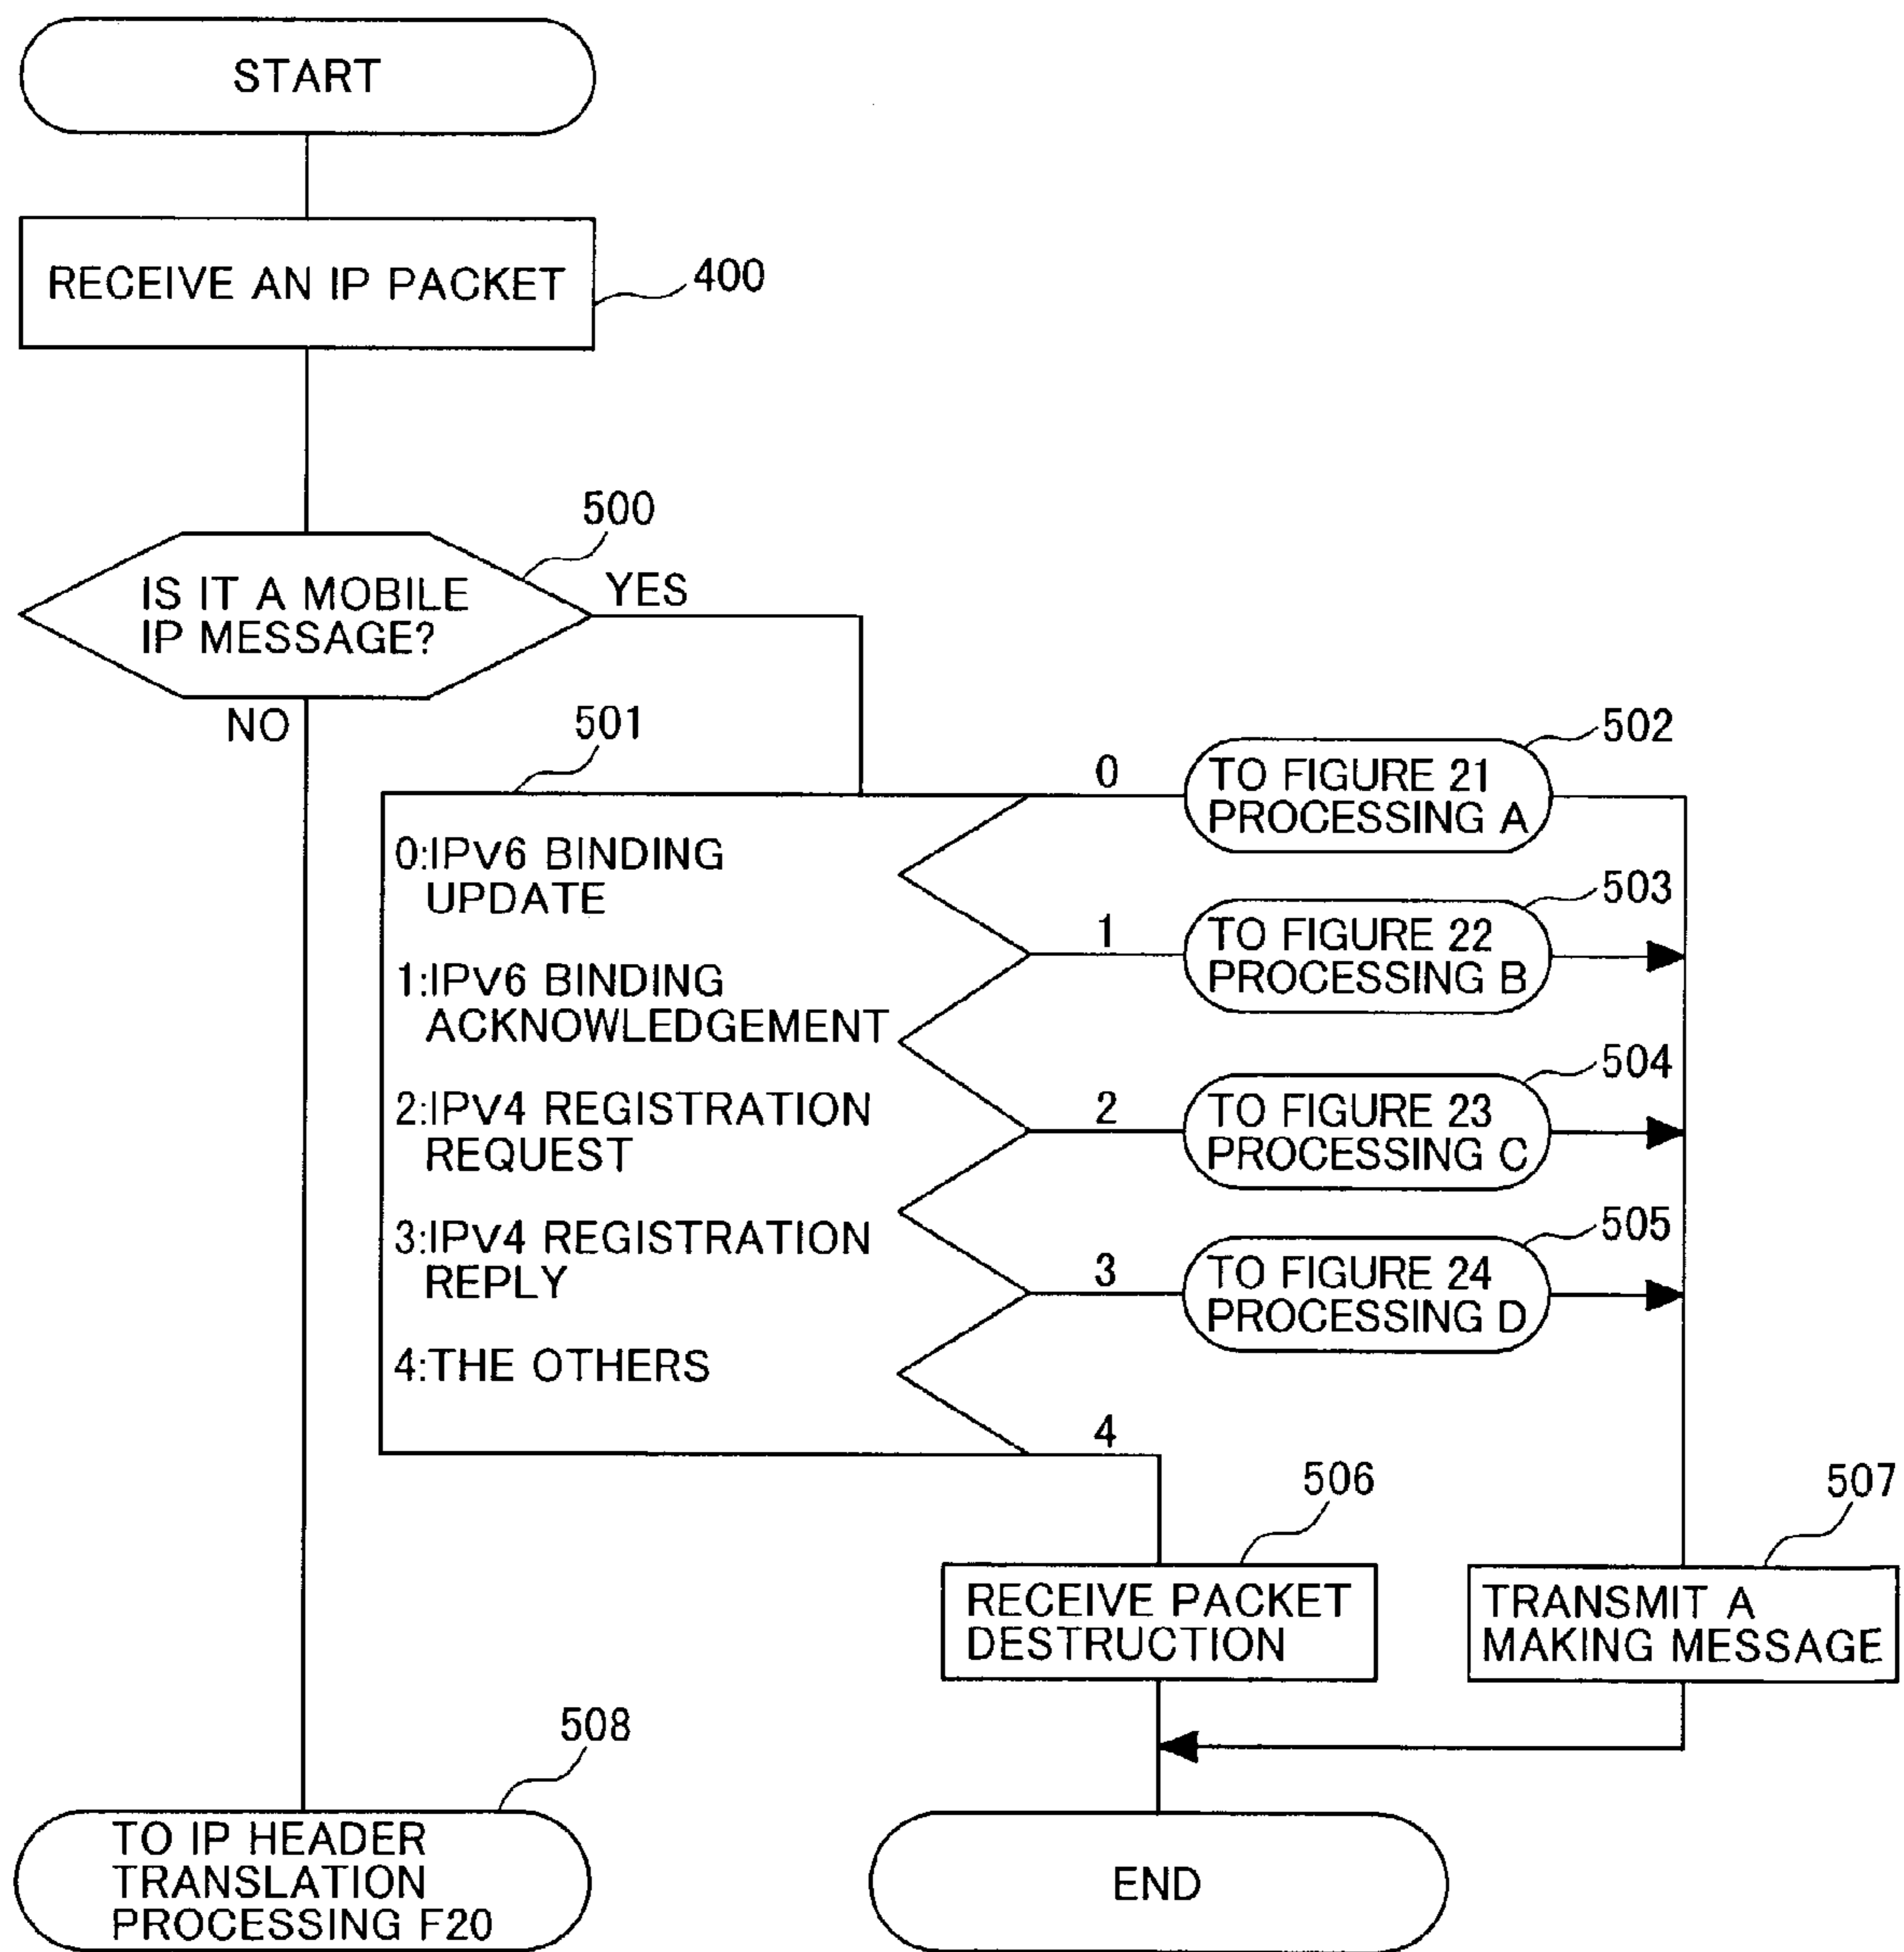 START
RECEIVE AN IP PACKET
400
500
IS IT A MOBILE
IP MESSAGE?
YES
NO
501
0:IPV6 BINDING
UPDATE
1:IPV6 BINDING
ACKNOWLEDGEMENT
2:IPV4 REGISTRATION
REQUEST
3:IPV4 REGISTRATION
REPLY
4:THE OTHERS
0
TO FIGURE 21
PROCESSING A
502
1
TO FIGURE 22
PROCESSING B
503
2
TO FIGURE 23
PROCESSING C
504
3
TO FIGURE 24
PROCESSING D
505
4
506
RECEIVE PACKET
DESTRUCTION
507
TRANSMIT A
MAKING MESSAGE
508
TO IP HEADER
TRANSLATION
PROCESSING F20
END